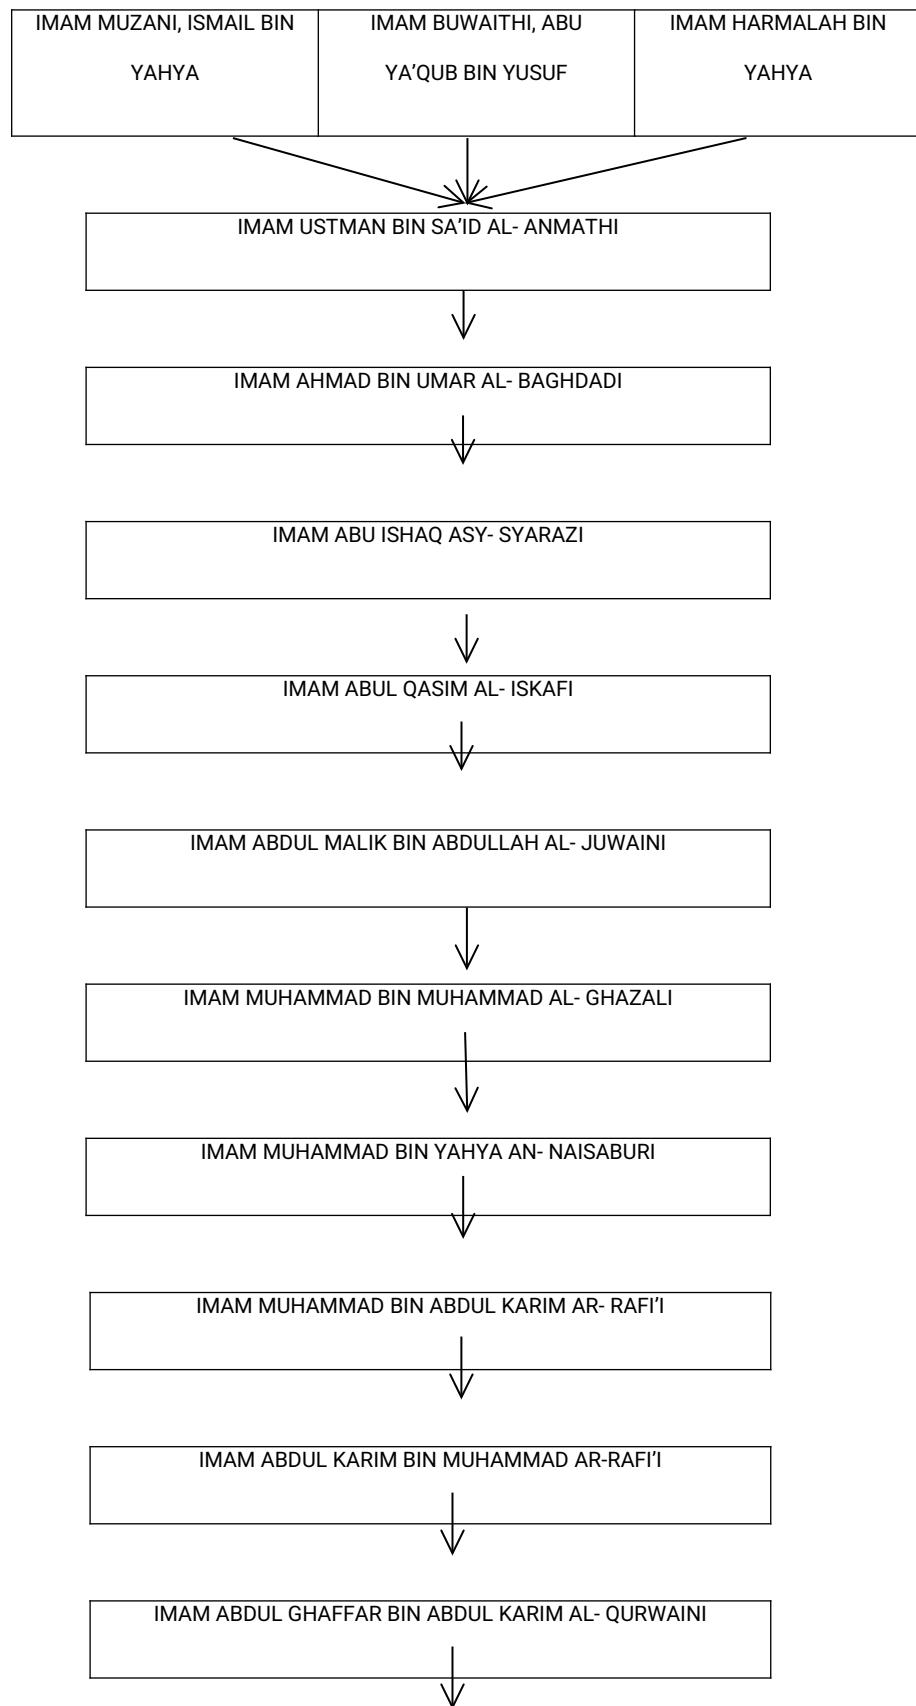 IMAM MUZANI, ISMAIL BIN
YAHYA
IMAM BUWAITHI, ABU
YA’QUB BIN YUSUF
IMAM HARMALAH BIN
YAHYA
IMAM USTMAN BIN SA’ID AL- ANMATHI
IMAM AHMAD BIN UMAR AL- BAGHDADI
IMAM ABU ISHAQ ASY- SYARAZI
IMAM ABUL QASIM AL- ISKAFI
IMAM ABDUL MALIK BIN ABDULLAH AL- JUWAINI
IMAM MUHAMMAD BIN MUHAMMAD AL- GHAZALI
IMAM MUHAMMAD BIN YAHYA AN- NAISABURI
IMAM MUHAMMAD BIN ABDUL KARIM AR- RAFI’I
IMAM ABDUL KARIM BIN MUHAMMAD AR-RAFI’I
IMAM ABDUL GHAFFAR BIN ABDUL KARIM AL- QURWAINI